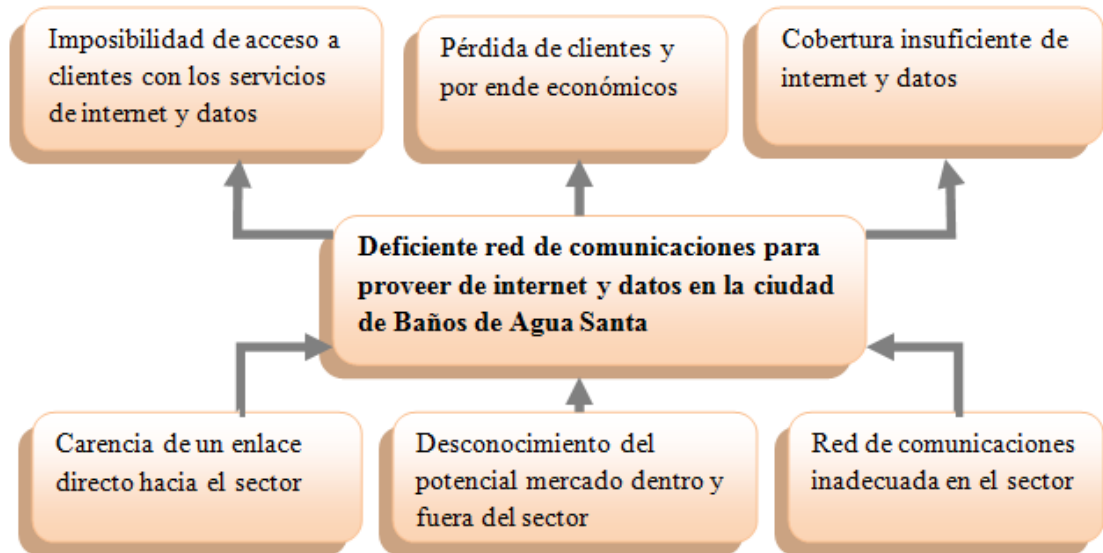 Imposibilidad de acceso a
clientes con los servicios
de internet y datos
Pérdida de clientes y
por ende económicos
Cobertura insuficiente de
internet y datos
Deficiente red de comunicaciones para
proveer de internet y datos en la ciudad
de Baños de Agua Santa
Carencia de un enlace
directo hacia el sector
Desconocimiento del
potencial mercado dentro y
fuera del sector
Red de comunicaciones
inadecuada en el sector